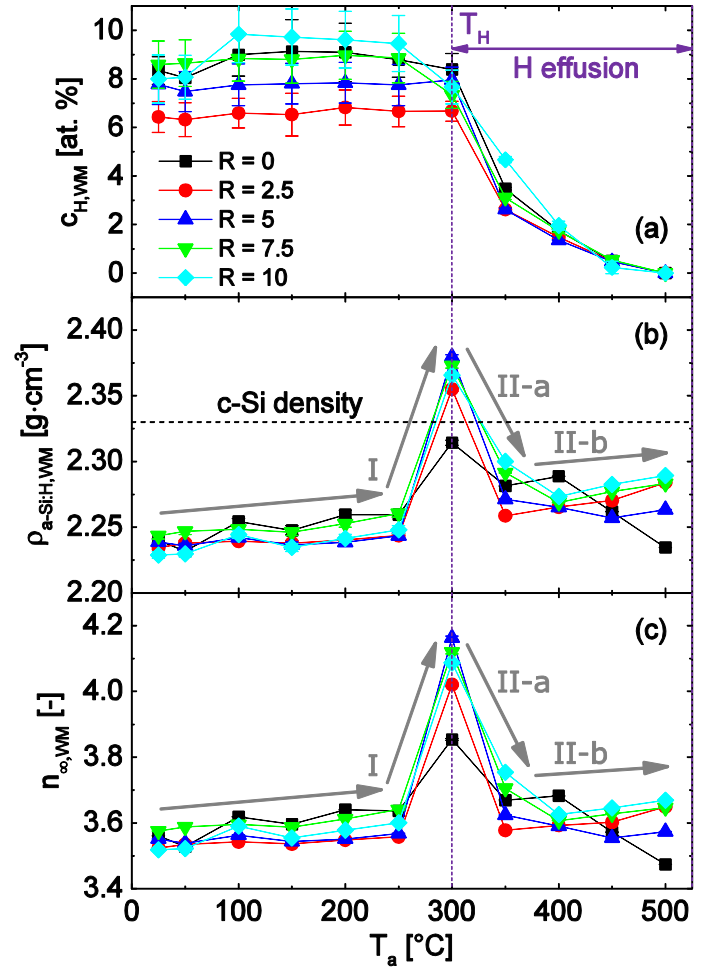 10
8
6
4
2
0
c_H,WM [at. %]
T_H
H effusion
R = 0
R = 2.5
R = 5
R = 7.5
R = 10
(a)
2.40
2.35
2.30
2.25
2.20
ρ_a-Si:H,WM [g·cm⁻³]
(b)
c-Si density
I
II-a
II-b
4.2
4.0
3.8
3.6
3.4
n_∞,WM [-]
(c)
I
II-a
II-b
0 100 200 300 400 500
T_a [°C]